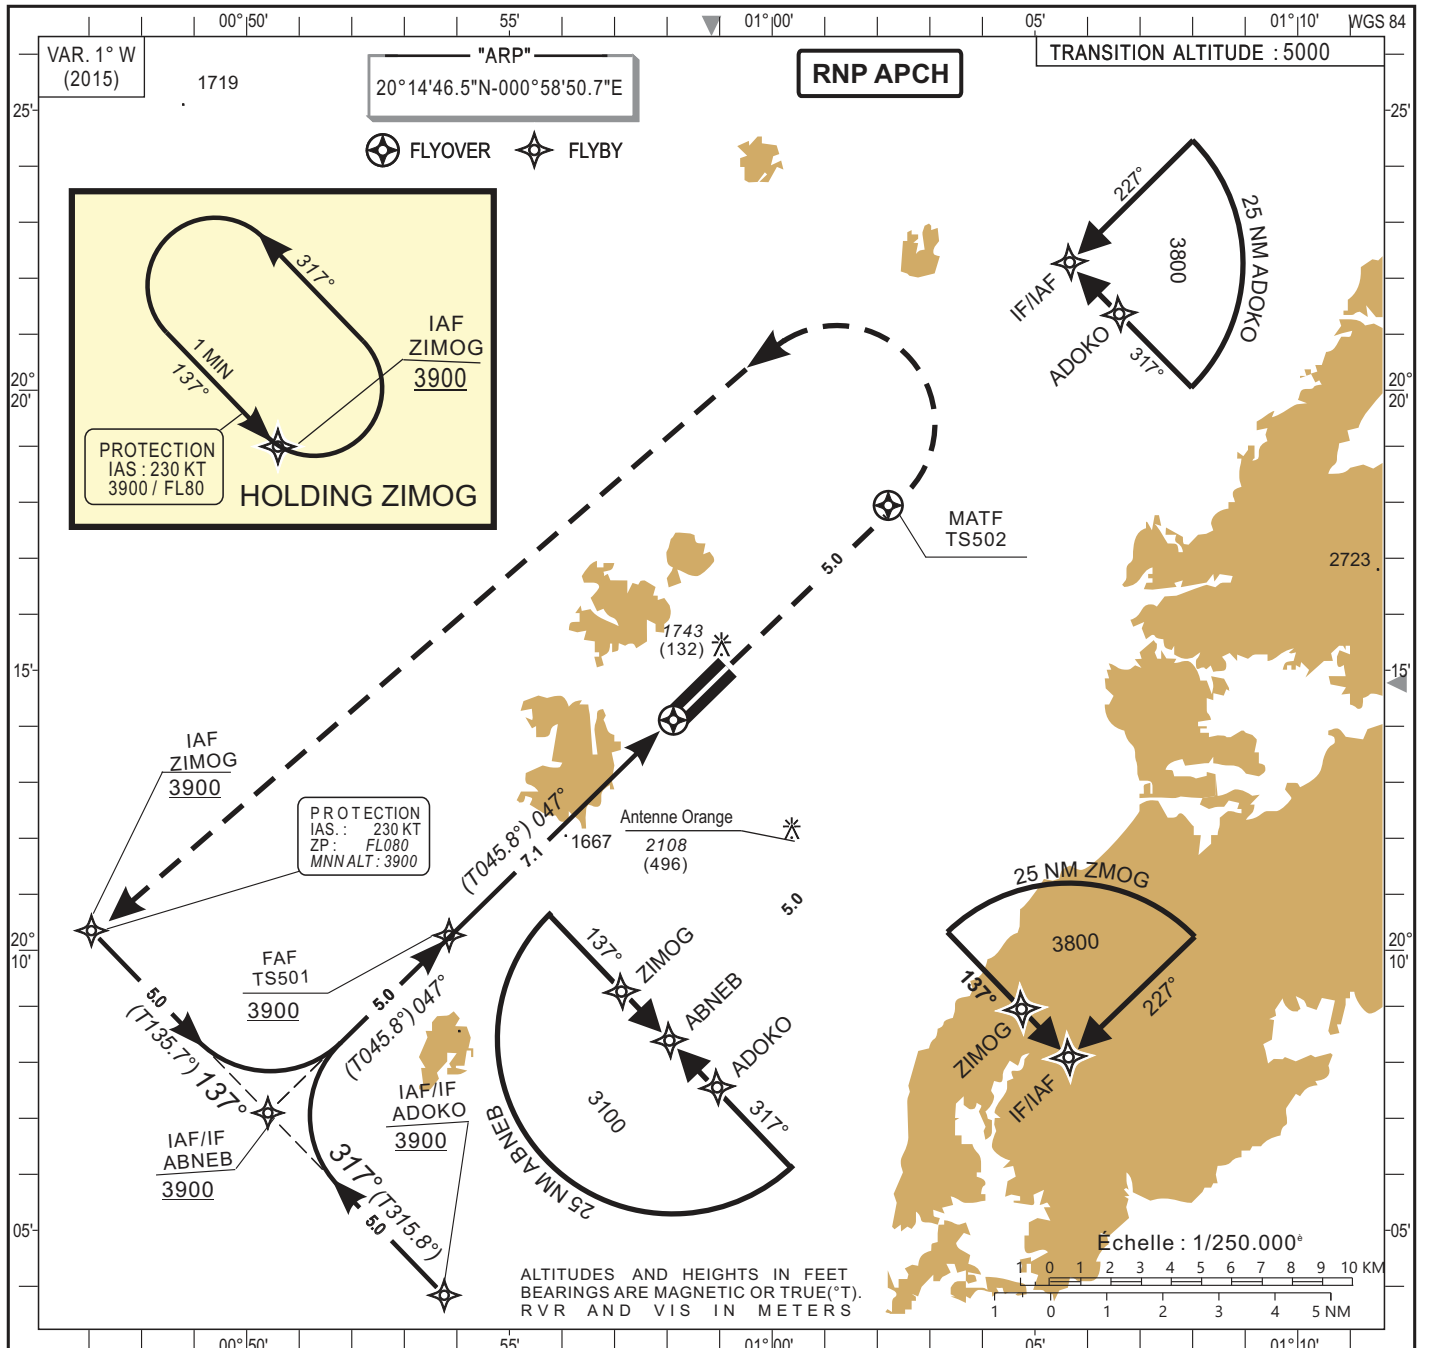 00° 50'
55'
01° 00'
05'
01° 10'
WGS 84
VAR. 1° W
(2015)
1719
"ARP"
20°14'46.5"N-000°58'50.7"E
RNP APCH
TRANSITION ALTITUDE : 5000
25'
25'
FLYOVER
FLYBY
317°
1 MIN
137°
IAF
ZIMOG
3900
PROTECTION
IAS : 230 KT
3900 / FL80
HOLDING ZIMOG
227°
25 NM ADOKO
3800
IF/IAF
ADOKO
317°
20°
20'
20°
20'
MATF
TS502
5.0
2723
1743
(132)
15'
15'
IAF
ZIMOG
3900
PROTECTION
IAS. : 230 KT
ZP : FL080
MNN ALT : 3900
(T045.8°) 047°
7.1
1667
Antenne Orange
2108
(496)
5.0
25 NM ZMOG
3800
137°
227°
ZIMOG
IF/IAF
20°
10'
20°
10'
FAF
TS501
3900
5.0
(T135.7°) 137°
5.0
(T045.8°) 047°
137°
ZIMOG
ABNEB
ADOKO
317°
3100
25 NM ABNEB
IAF/IF
ADOKO
3900
IAF/IF
ABNEB
3900
317° (T315.8°)
5.0
05'
05'
Échelle : 1/250.000è
1 0 1 2 3 4 5 6 7 8 9 10 KM
1 0 1 2 3 4 5 NM
ALTITUDES AND HEIGHTS IN FEET
BEARINGS ARE MAGNETIC OR TRUE(°T).
RVR AND VIS IN METERS
00° 50'
55'
01° 00'
05'
01° 10'